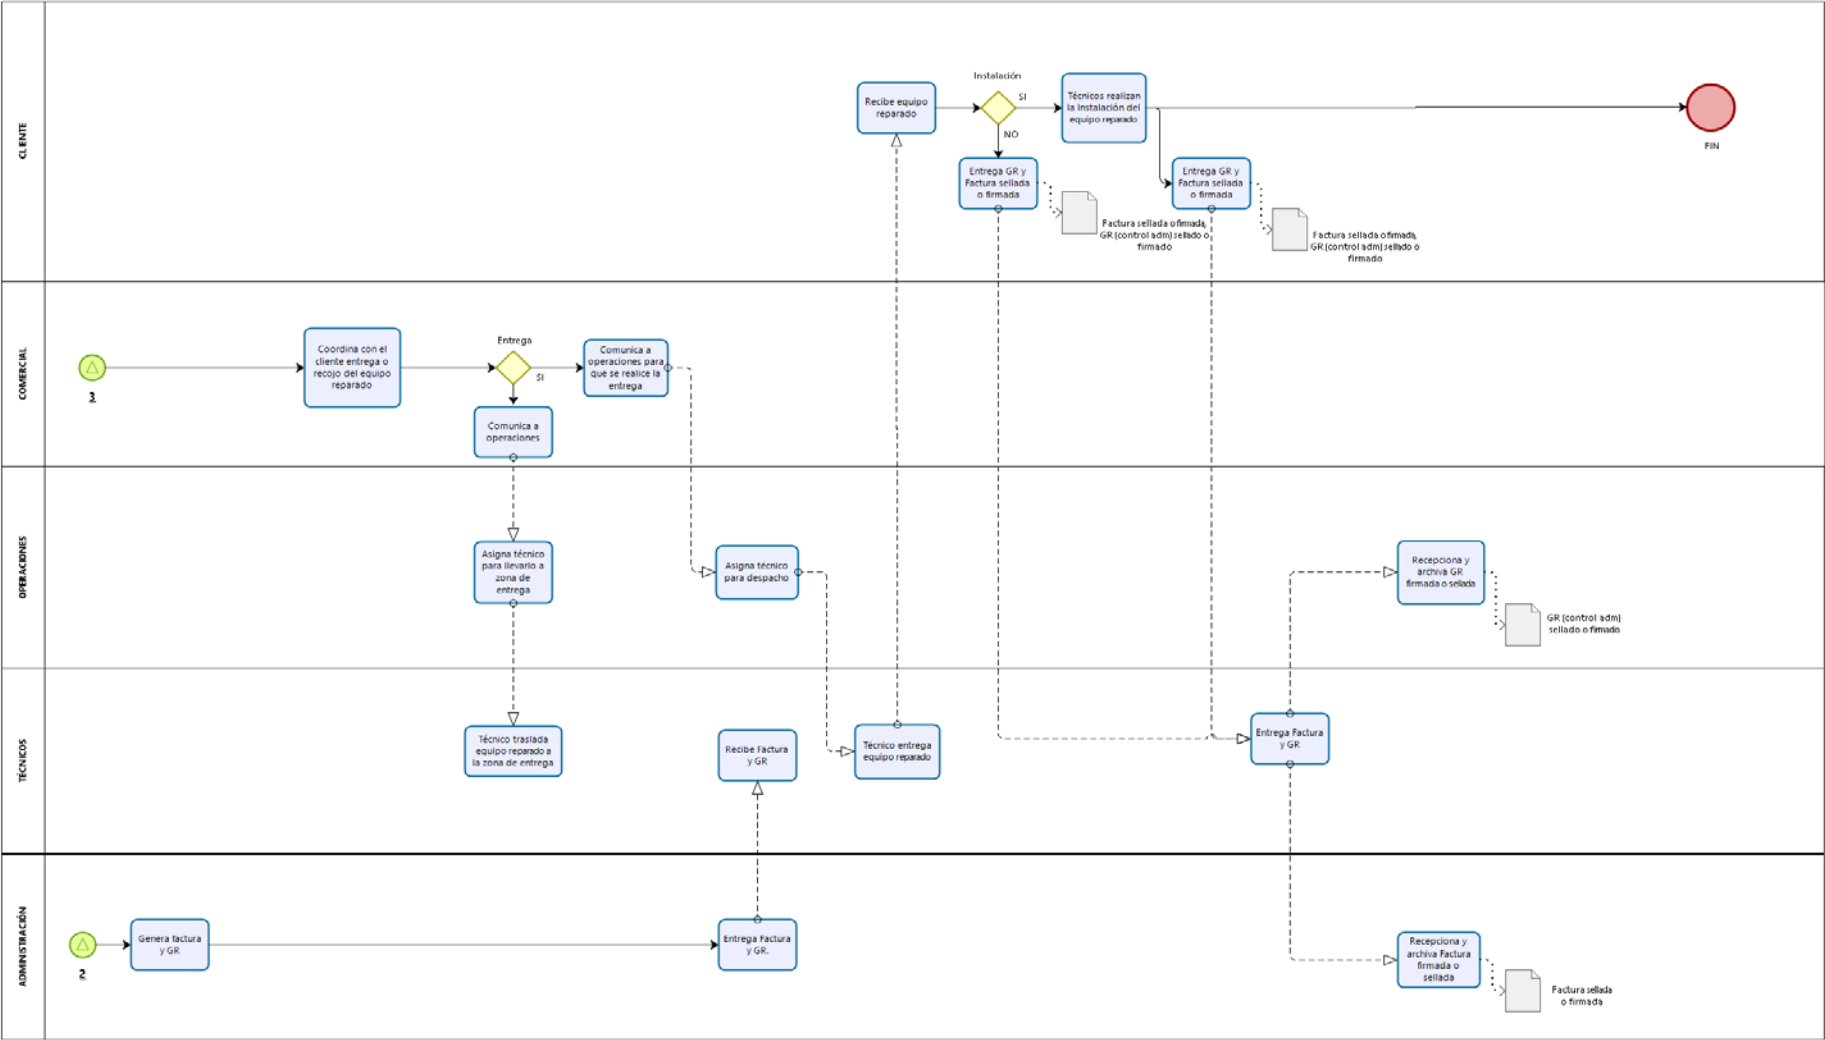 CLIENTE
Instalación
Recibe equipo
reparado
SI
NO
Técnicos realizan
la instalación del
equipo reparado
FIN
Entrega GR y
Factura sellada
o firmada
Factura sellada o firmada,
GR (control adm) sellado o
firmado
Entrega GR y
Factura sellada
o firmada
Factura sellada o firmada,
GR (control adm) sellado o
firmado
COMERCIAL
3
Coordina con el
cliente entrega o
recojo del equipo
reparado
Entrega
SI
Comunica a
operaciones para
que se realice la
entrega
Comunica a
operaciones
OPERACIONES
Asigna técnico
para llevarlo a
zona de
entrega
Asigna técnico
para despacho
Recepciona y
archiva GR
firmada o sellada
GR (control adm)
sellado o firmado
TÉCNICOS
Técnico traslada
equipo reparado a
la zona de entrega
Recibe Factura
y GR
Técnico entrega
equipo reparado
Entrega Factura
y GR
ADMINISTRACIÓN
2
Genera factura
y GR
Entrega Factura
y GR.
Recepciona y
archiva Factura
firmada o
sellada
Factura sellada
o firmada